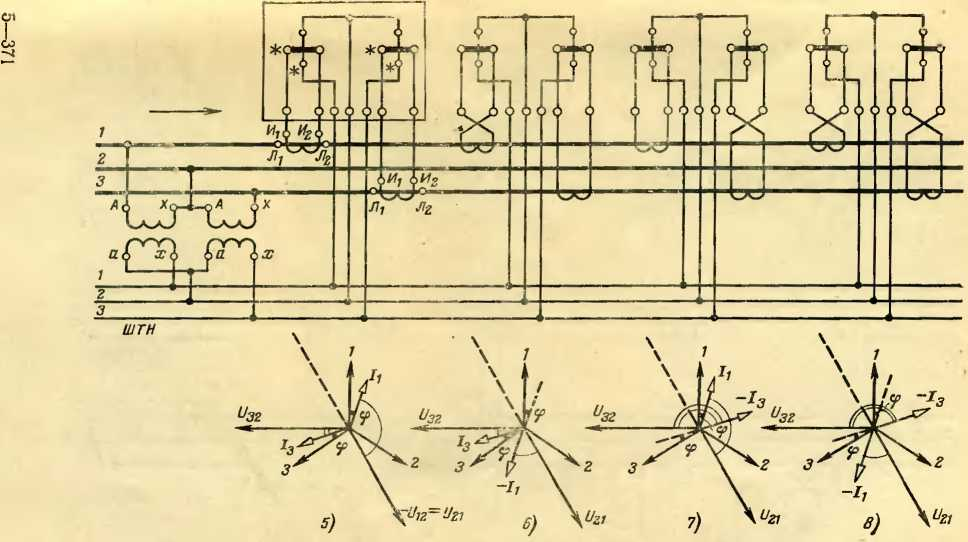 5—371
* *
* *
1 И₁ И₂
Л₁ Л₂
2
3 И₁ И₂
Л₁ Л₂
А Х А Х
а х а х
1
2
3
ШТН
1 1 1 1
I₁ I₁ -I₃ -I₃
φ φ φ φ
U₃₂ U₃₂ U₃₂ U₃₂
I₃ I₃
φ φ φ φ
3 2 3 2 3 2 3 2
-I₁ -I₁
-U₁₂=U₂₁ U₂₁ U₂₁ U₂₁
5) 6) 7) 8)